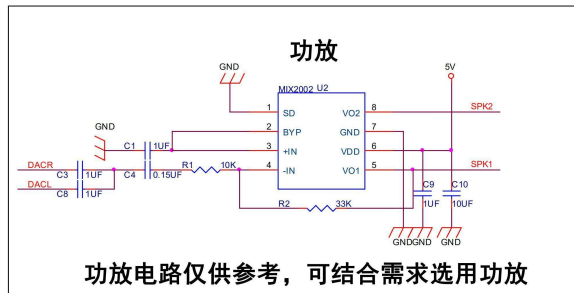 功放
GND
5V
MIX2002 U2
1 SD VO2 8 SPK2
2 BYP GND 7
GND
C1 1UF 3 +IN VDD 6
DACR C3 1UF C4 0.15UF R1 10K 4 -IN VO1 5 SPK1
DACL C8 1UF
C9 1UF
C10 10UF
R2 33K
GND GND GND
功放电路仅供参考，可结合需求选用功放